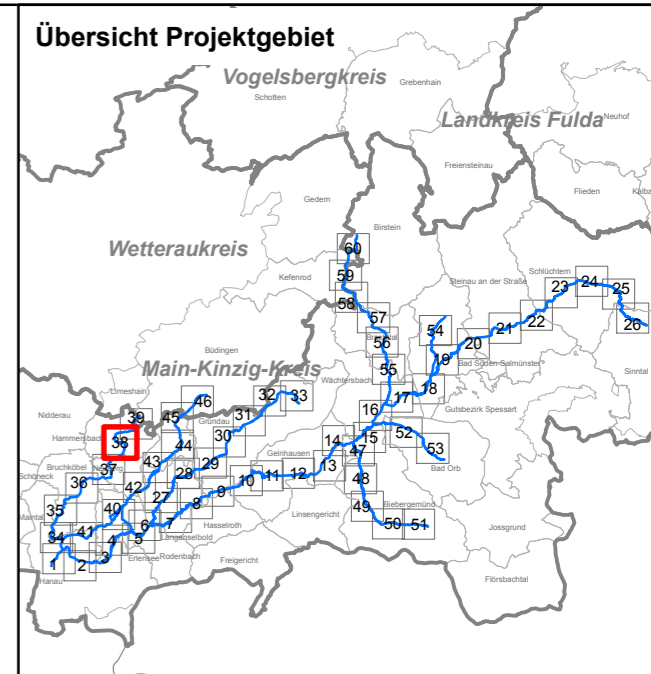 Übersicht Projektgebiet
Vogelsbergkreis
Grebenhain
Schotten
Landkreis Fulda
Neuhof
Freiensteinau
Flieden
Gedern
Birstein
Wetteraukreis
60
Kefenrod
59
Steinau an der Straße
Schlüchtern
23
24
25
58
57
54
22
26
56
21
20
Büdingen
Main-Kinzig-Kreis
19
Bad Soden-Salmünster
Sinntal
Limeshain
46
32
33
Wächtersbach
55
18
17
Nidderau
39
45
31
Gründau
16
Gutsbezirk Spessart
Hammersbach
38
30
44
14
15
52
53
Bruchköbel
37
43
29
Gelnhausen
47
Bad Orb
Schöneck
36
28
10
11
12
13
48
42
27
9
Linsengericht
35
40
8
Hasselroth
49
Biebergemünd
Maintal
41
6
7
50
51
Jossgrund
34
4
5
Langenselbold
1
2
3
Erlensee
Rodenbach
Freigericht
Hanau
Flörsbachtal